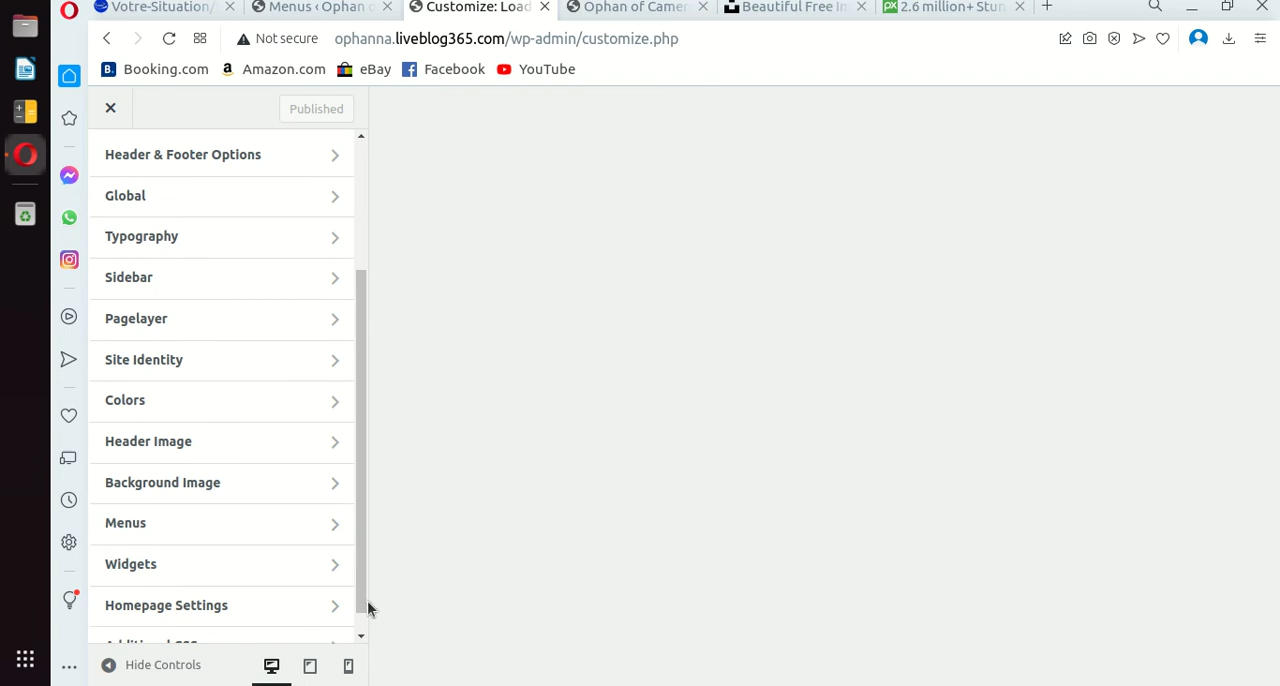 Votre-Situation/
Menus ‹ Ophan
Customize: Load
Ophan of Camer
Beautiful Free
2.6 million+ Stun
Not secure
ophanna.liveblog365.com/wp-admin/customize.php
B. Booking.com
a Amazon.com
eBay
Facebook
YouTube
Published
Header & Footer Options
Global
Typography
Sidebar
Pagelayer
Site Identity
Colors
Header Image
Background Image
Menus
Widgets
Homepage Settings
Hide Controls